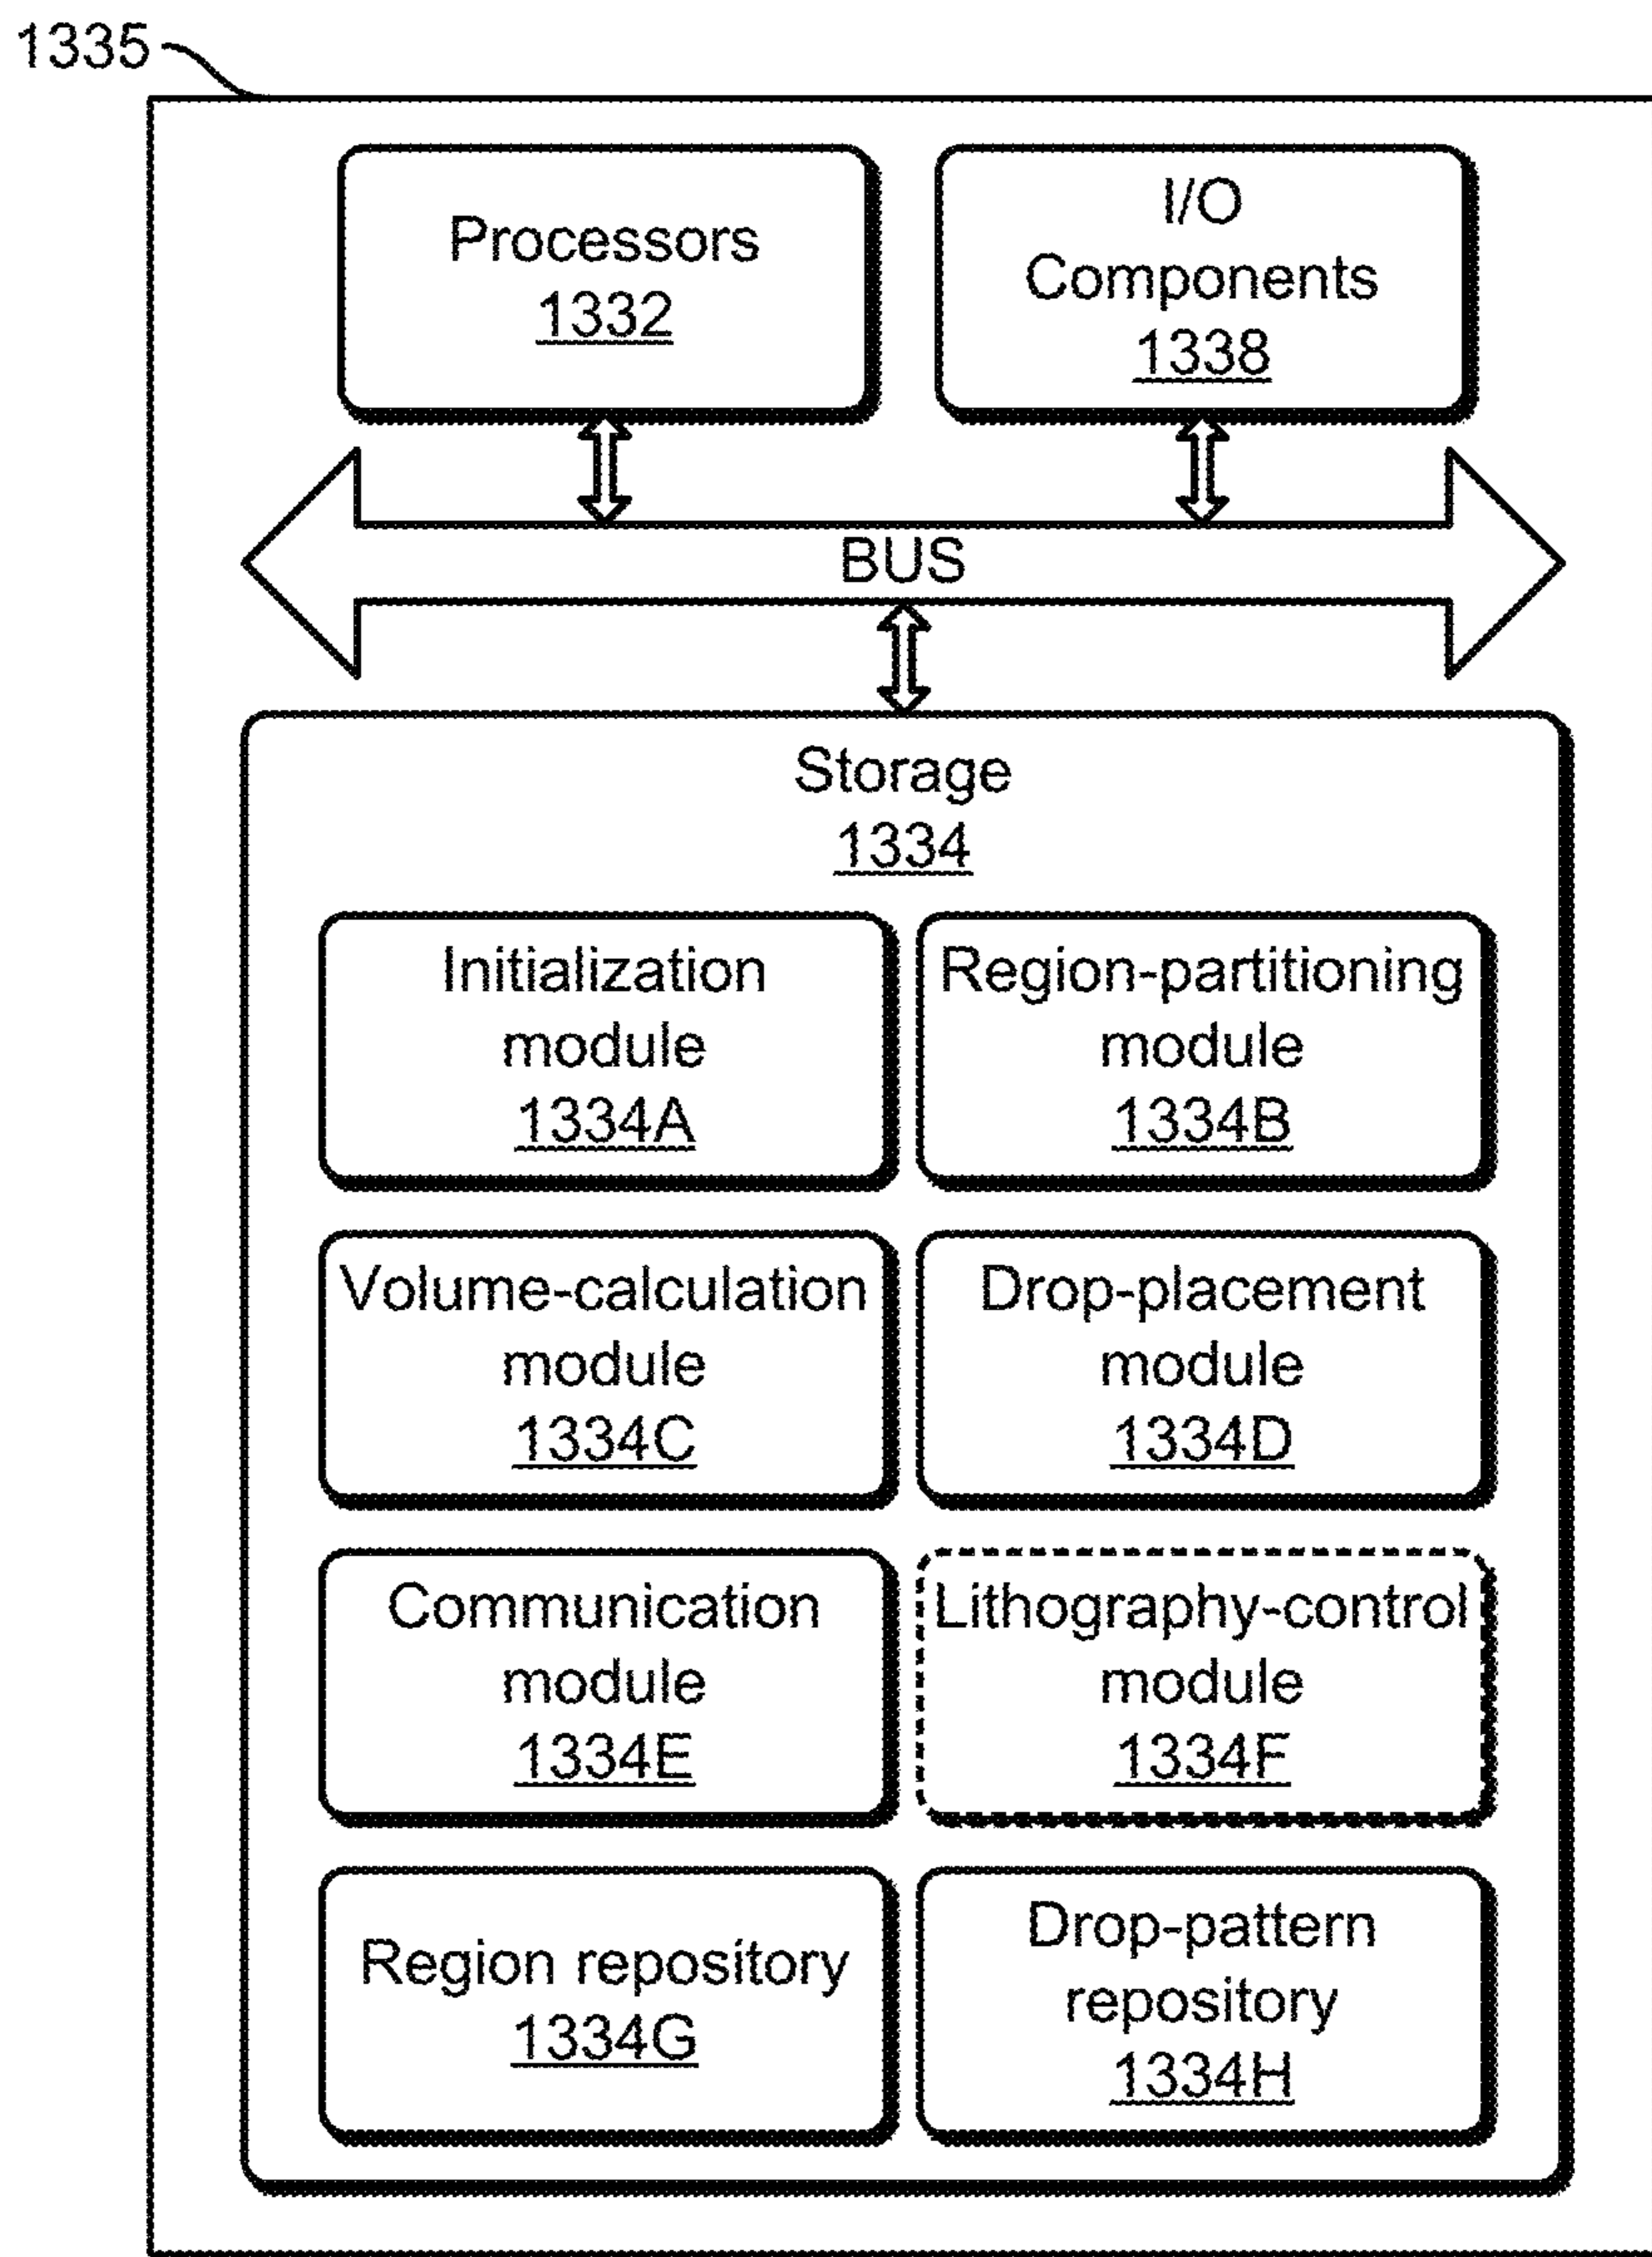 1335
Processors
1332
I/O
Components
1338
BUS
Storage
1334
Initialization
module
1334A
Region-partitioning
module
1334B
Volume-calculation
module
1334C
Drop-placement
module
1334D
Communication
module
1334E
Lithography-control
module
1334F
Region repository
1334G
Drop-pattern
repository
1334H